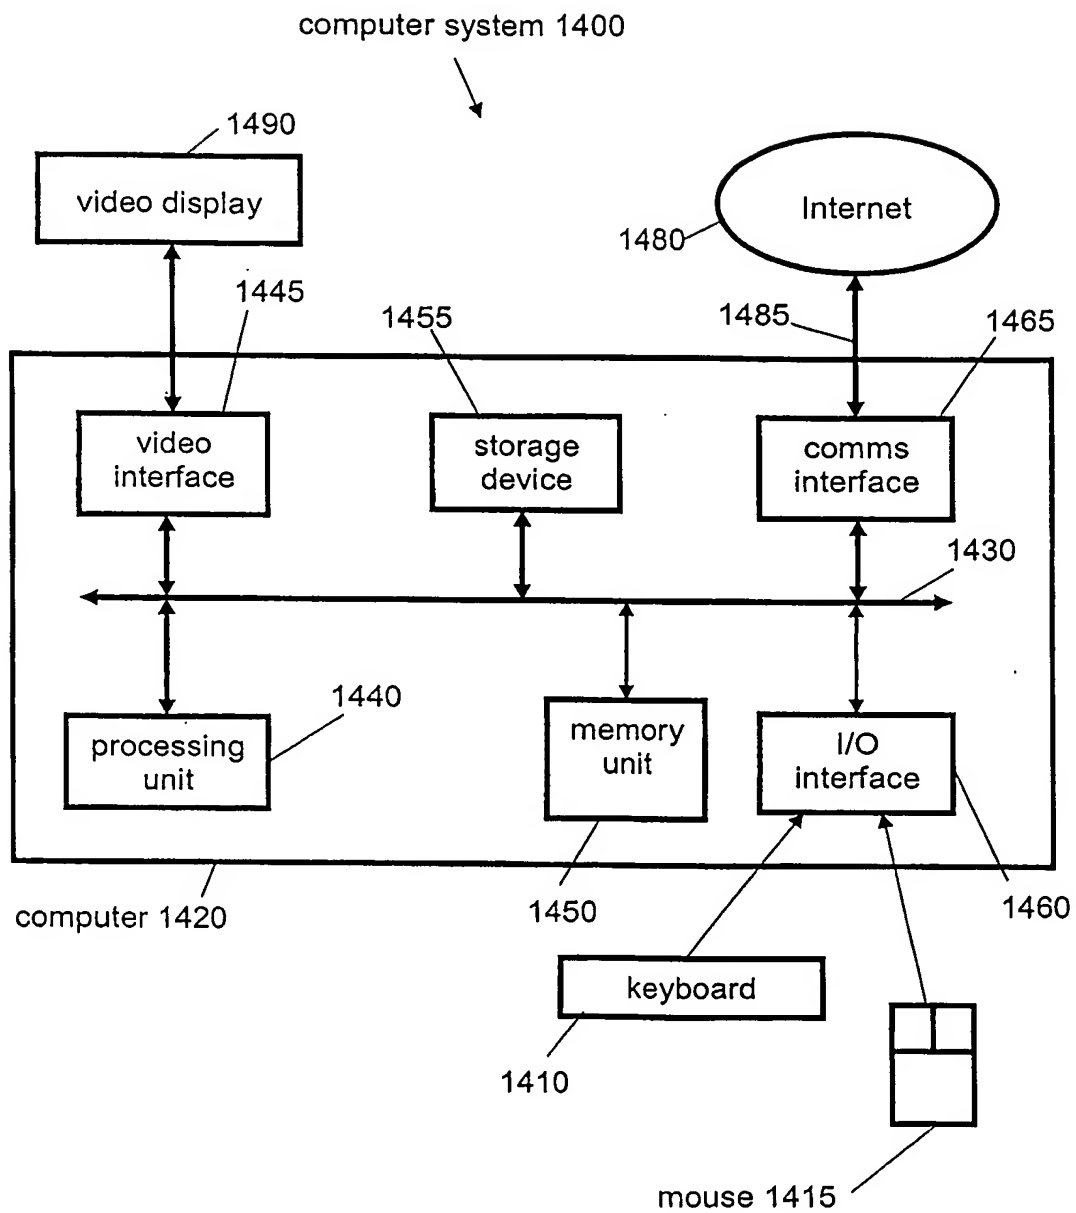 computer system 1400
1490
video display
Internet
1480
1445
1455
1485
1465
video
interface
storage
device
comms
interface
1430
1440
processing
unit
memory
unit
I/O
interface
computer 1420
1450
1460
keyboard
1410
mouse 1415